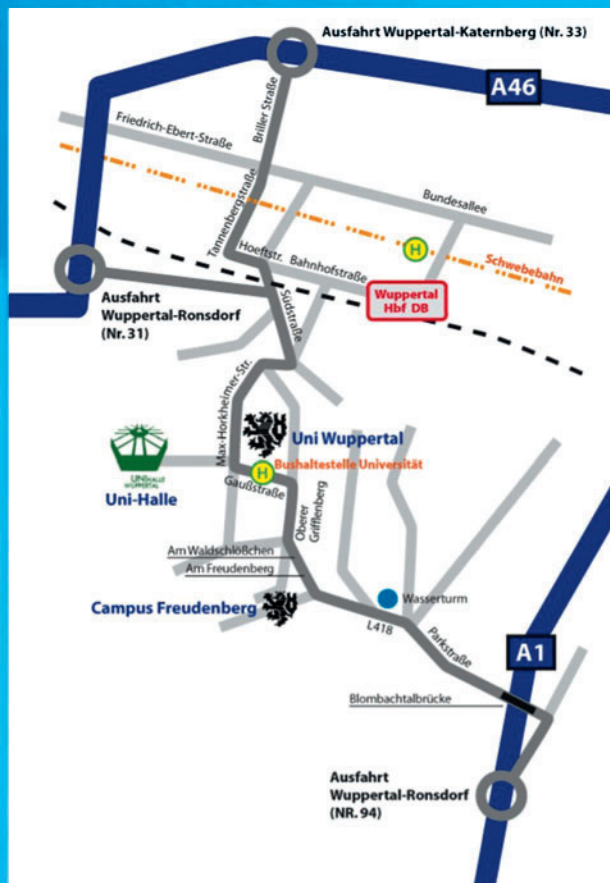 Ausfahrt Wuppertal-Katernberg (Nr. 33)
A46
Briller Straße
Friedrich-Ebert-Straße
Bundesallee
Tannenbergstraße
Hoeftstr.
Bahnhofstraße
H
Schwebebahn
Ausfahrt
Wuppertal-Ronsdorf
(Nr. 31)
Wuppertal
Hbf DB
Südstraße
Max-Horkheimer-Str.
Uni Wuppertal
UNIHALLE
WUPPERTAL
Uni-Halle
H
Bushaltestelle Universität
Gaußstraße
Oberer
Grifflenberg
Am Waldschlößchen
Am Freudenberg
Campus Freudenberg
Wasserturm
L418
Parkstraße
A1
Blombachtalbrücke
Ausfahrt
Wuppertal-Ronsdorf
(NR. 94)